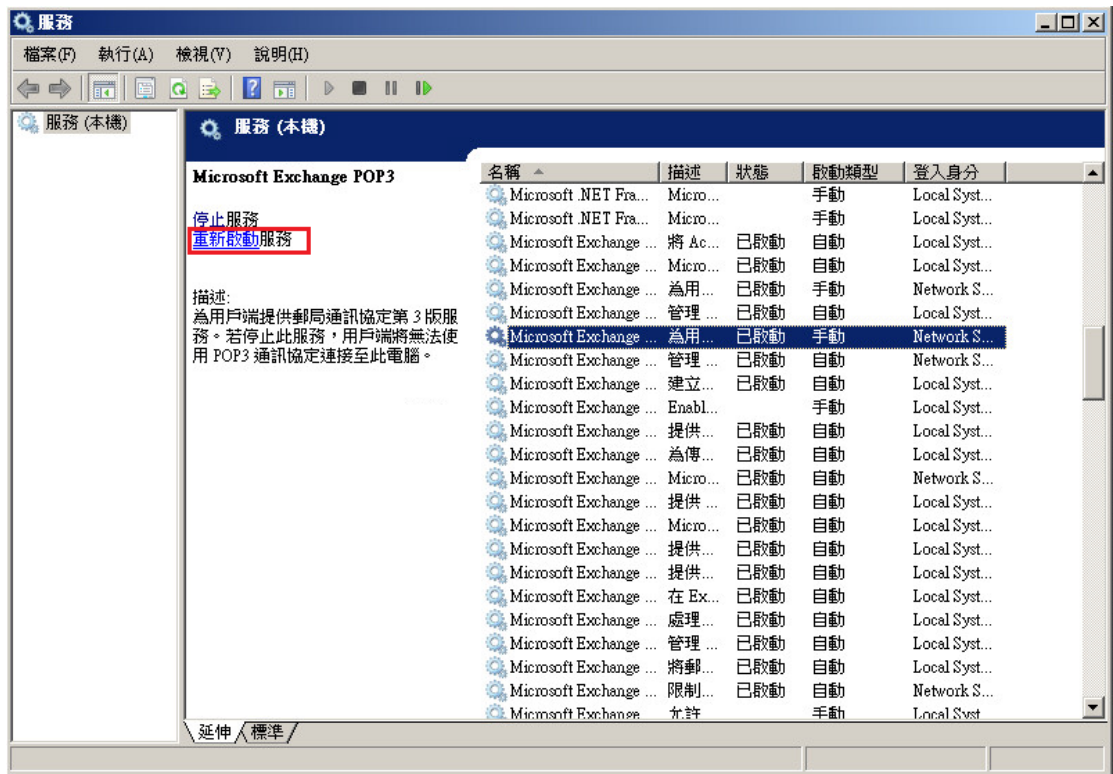 服務
檔案(F) 執行(A) 檢視(V) 說明(H)
服務 (本機)
服務 (本機)
Microsoft Exchange POP3
停止服務
重新啟動服務
描述:
為用戶端提供郵局通訊協定第 3 版服
務。若停止此服務，用戶端將無法使
用 POP3 通訊協定連接至此電腦。
名稱 描述 狀態 啟動類型 登入身分
Microsoft .NET Fra... Micro... 手動 Local Syst...
Microsoft .NET Fra... Micro... 手動 Local Syst...
Microsoft Exchange ... 將 Ac... 已啟動 自動 Local Syst...
Microsoft Exchange ... Micro... 已啟動 自動 Local Syst...
Microsoft Exchange ... 為用... 已啟動 手動 Network S...
Microsoft Exchange ... 管理 ... 已啟動 自動 Local Syst...
Microsoft Exchange ... 為用... 已啟動 手動 Network S...
Microsoft Exchange ... 管理 ... 已啟動 自動 Network S...
Microsoft Exchange ... 建立... 已啟動 自動 Local Syst...
Microsoft Exchange ... Enabl... 手動 Local Syst...
Microsoft Exchange ... 提供... 已啟動 自動 Local Syst...
Microsoft Exchange ... 為傳... 已啟動 自動 Local Syst...
Microsoft Exchange ... Micro... 已啟動 自動 Network S...
Microsoft Exchange ... 提供 ... 已啟動 自動 Local Syst...
Microsoft Exchange ... Micro... 已啟動 自動 Local Syst...
Microsoft Exchange ... 提供... 已啟動 自動 Local Syst...
Microsoft Exchange ... 提供... 已啟動 自動 Local Syst...
Microsoft Exchange ... 在 Ex... 已啟動 自動 Local Syst...
Microsoft Exchange ... 處理... 已啟動 自動 Local Syst...
Microsoft Exchange ... 管理 ... 已啟動 自動 Local Syst...
Microsoft Exchange ... 將郵... 已啟動 自動 Local Syst...
Microsoft Exchange ... 限制... 已啟動 自動 Network S...
Microsoft Exchange 允許 手動 Local Syst
延伸 標準